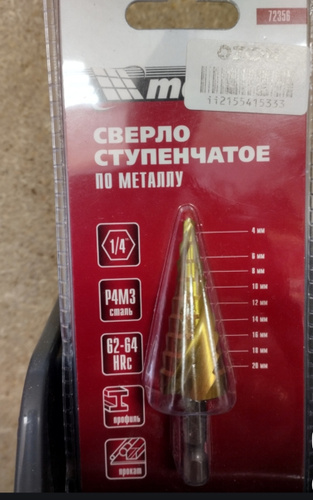 72356
112155415333
СВЕРЛО
СТУПЕНЧАТОЕ
ПО МЕТАЛЛУ
1/4"
Р4М3
сталь
62-64
HRc
профиль
прокат
4 мм
6 мм
8 мм
10 мм
12 мм
14 мм
16 мм
18 мм
20 мм